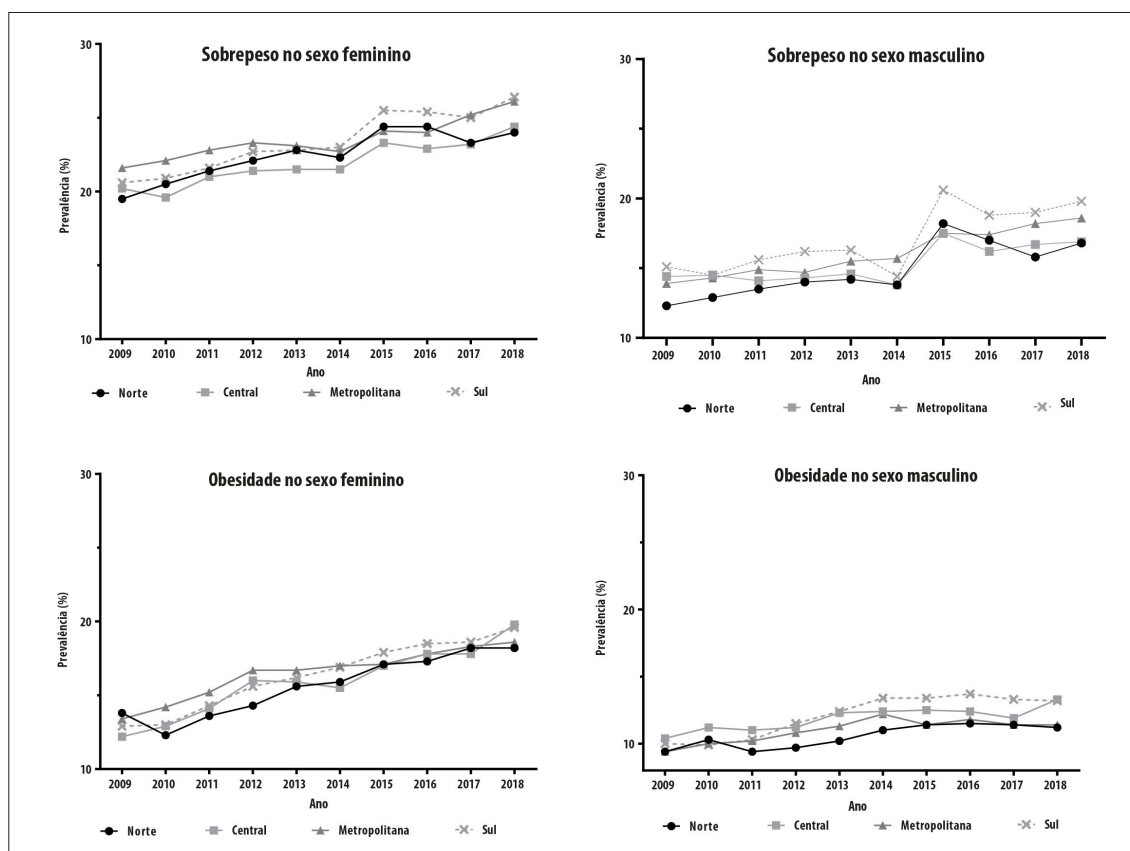 Sobrepeso no sexo feminino
30
20
10
Prevalência (%)
2009 2010 2011 2012 2013 2014 2015 2016 2017 2018
Ano
Norte Central Metropolitana Sul
Sobrepeso no sexo masculino
30
20
10
Prevalência (%)
2009 2010 2011 2012 2013 2014 2015 2016 2017 2018
Ano
Norte Central Metropolitana Sul
Obesidade no sexo feminino
30
20
10
Prevalência (%)
2009 2010 2011 2012 2013 2014 2015 2016 2017 2018
Ano
Norte Central Metropolitana Sul
Obesidade no sexo masculino
30
20
10
Prevalência (%)
2009 2010 2011 2012 2013 2014 2015 2016 2017 2018
Ano
Norte Central Metropolitana Sul